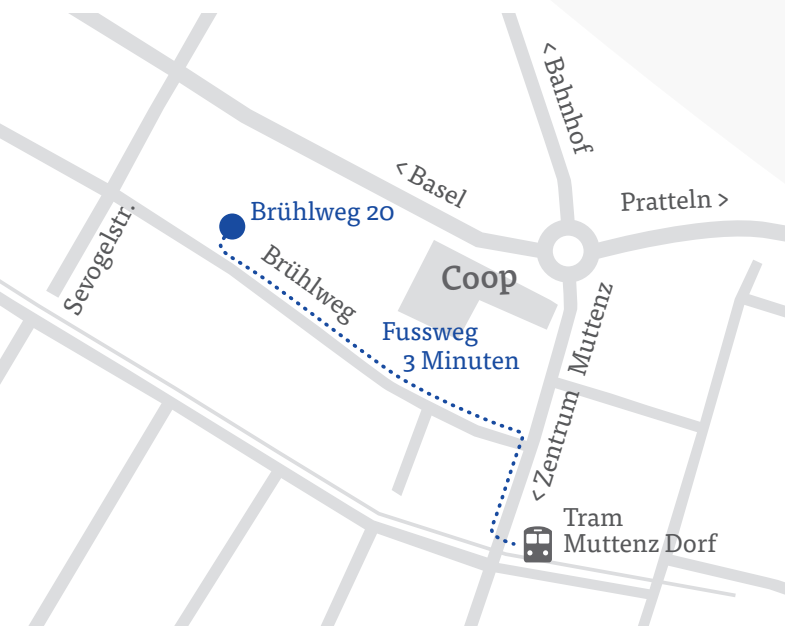 < Bahnhof
< Basel
Pratteln >
Brühlweg 20
Sevogelstr.
Brühlweg
Coop
Fussweg
3 Minuten
< Zentrum Muttenz
Tram
Muttenz Dorf